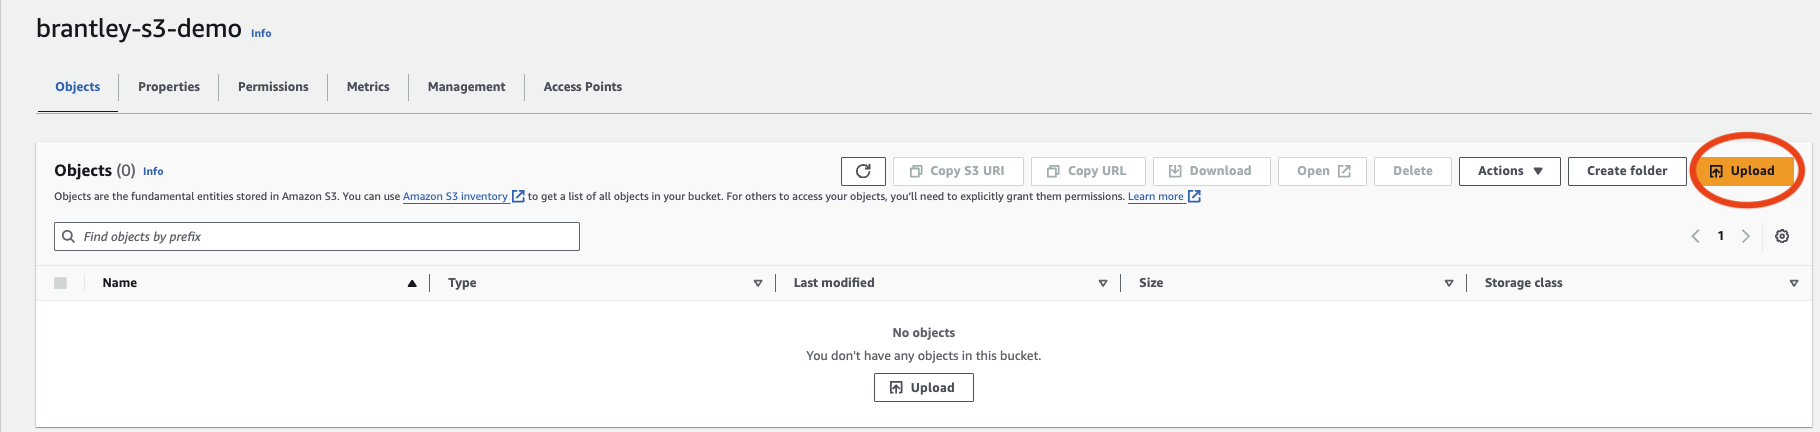 brantley-s3-demo Info
Objects Properties Permissions Metrics Management Access Points
Objects (0) Info
Copy S3 URI Copy URL Download Open Delete Actions Create folder Upload
Objects are the fundamental entities stored in Amazon S3. You can use Amazon S3 inventory to get a list of all objects in your bucket. For others to access your objects, you'll need to explicitly grant them permissions. Learn more
Find objects by prefix
1
Name Type Last modified Size Storage class
No objects
You don't have any objects in this bucket.
Upload